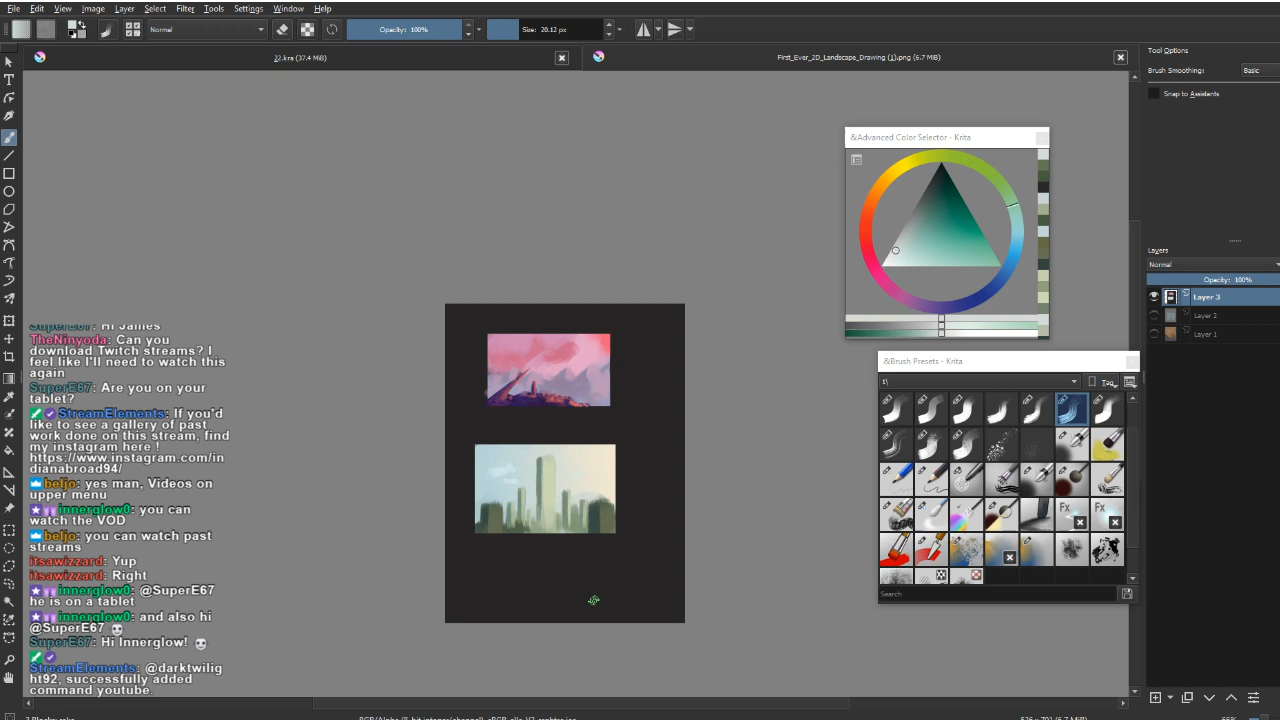 File Edit View Image Layer Select Filter Tools Settings Window Help
Normal
Opacity: 100%
Size: 20.12 px
22.kra (37.4 MiB)
First_Ever_2D_Landscape_Drawing (1).png (6.7 MiB)
Tool Options
Brush Smoothing: Basic
Snap to Assistants
&Advanced Color Selector - Krita
Layers
Normal
Opacity: 100%
Layer 3
Layer 2
Layer 1
&Brush Presets - Krita
Tag
Fx
Fx
Search
SuperE67: Hi James
TheNinyoda: Can you
download Twitch streams? I
feel like I'll need to watch this
again
SuperE67: Are you on your
tablet?
StreamElements: If you'd
like to see a gallery of past
work done on this stream, find
my instagram here !
https://www.instagram.com/in
dianabroad94/
beljo: yes man, Videos on
upper menu
innerglow0: you can
watch the VOD
beljo: you can watch past
streams
itsawizzard: Yup
itsawizzard: Right
innerglow0: @SuperE67
he is on a tablet
innerglow0: and also hi
@SuperE67
SuperE67: Hi Innerglow!
StreamElements: @darktwilig
ht92, successfully added
command youtube.